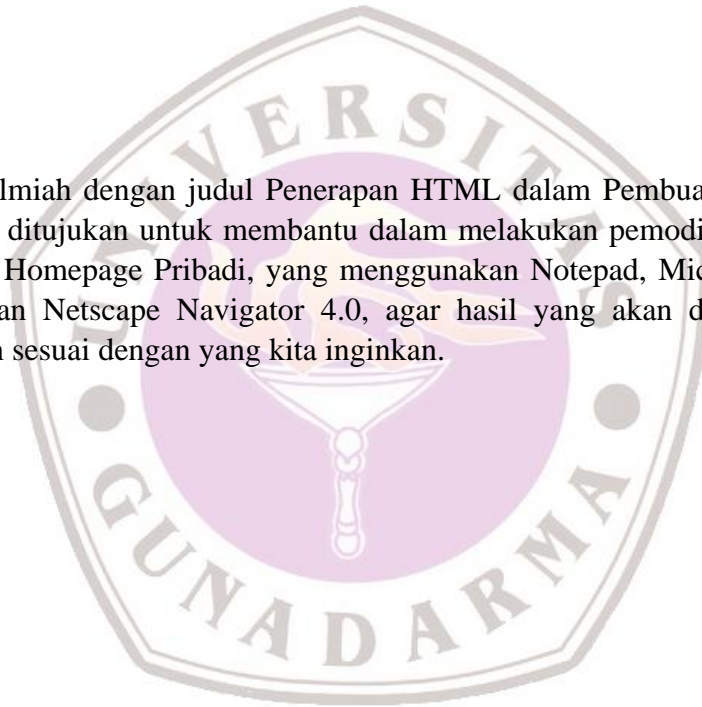 UNIVERSITAS
lmiah dengan judul Penerapan HTML dalam Pembua
ditujukan untuk membantu dalam melakukan pemodi
Homepage Pribadi, yang menggunakan Notepad, Mic
an Netscape Navigator 4.0, agar hasil yang akan d
sesuai dengan yang kita inginkan.
GUNADARMA